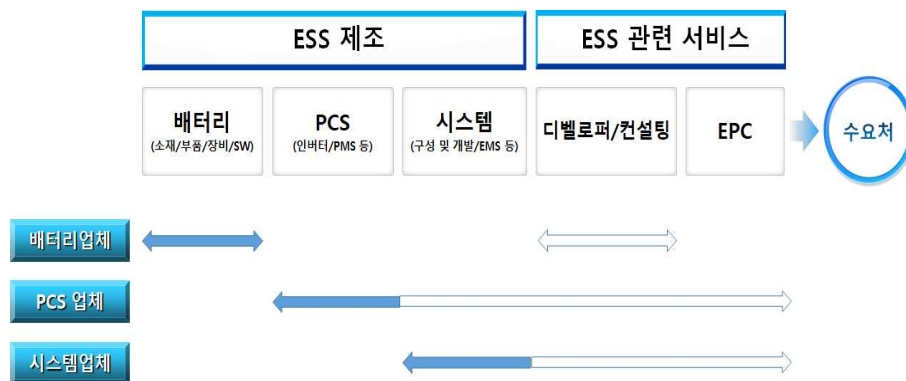 ESS 제조
ESS 관련 서비스
배터리
(소재/부품/장비/SW)
PCS
(인버터/PMS 등)
시스템
(구성 및 개발/EMS 등)
디벨로퍼/컨설팅
EPC
수요처
배터리업체
PCS 업체
시스템업체